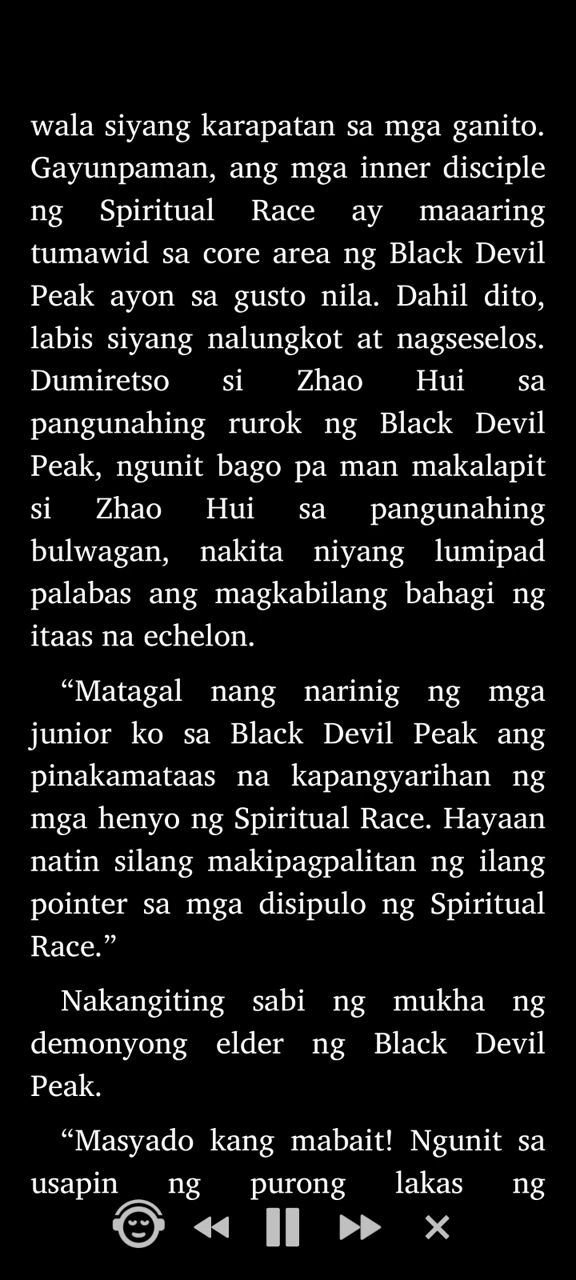 wala siyang karapatan sa mga ganito.
Gayunpaman, ang mga inner disciple
ng Spiritual Race ay maaaring
tumawid sa core area ng Black Devil
Peak ayon sa gusto nila. Dahil dito,
labis siyang nalungkot at nagseselos.
Dumiretso si Zhao Hui sa
pangunahing rurok ng Black Devil
Peak, ngunit bago pa man makalapit
si Zhao Hui sa pangunahing
bulwagan, nakita niyang lumipad
palabas ang magkabilang bahagi ng
itaas na echelon.
“Matagal nang narinig ng mga
junior ko sa Black Devil Peak ang
pinakamataas na kapangyarihan ng
mga henyo ng Spiritual Race. Hayaan
natin silang makipagpalitan ng ilang
pointer sa mga disipulo ng Spiritual
Race.”
Nakangiting sabi ng mukha ng
demonyong elder ng Black Devil
Peak.
“Masyado kang mabait! Ngunit sa
usapin ng purong lakas ng